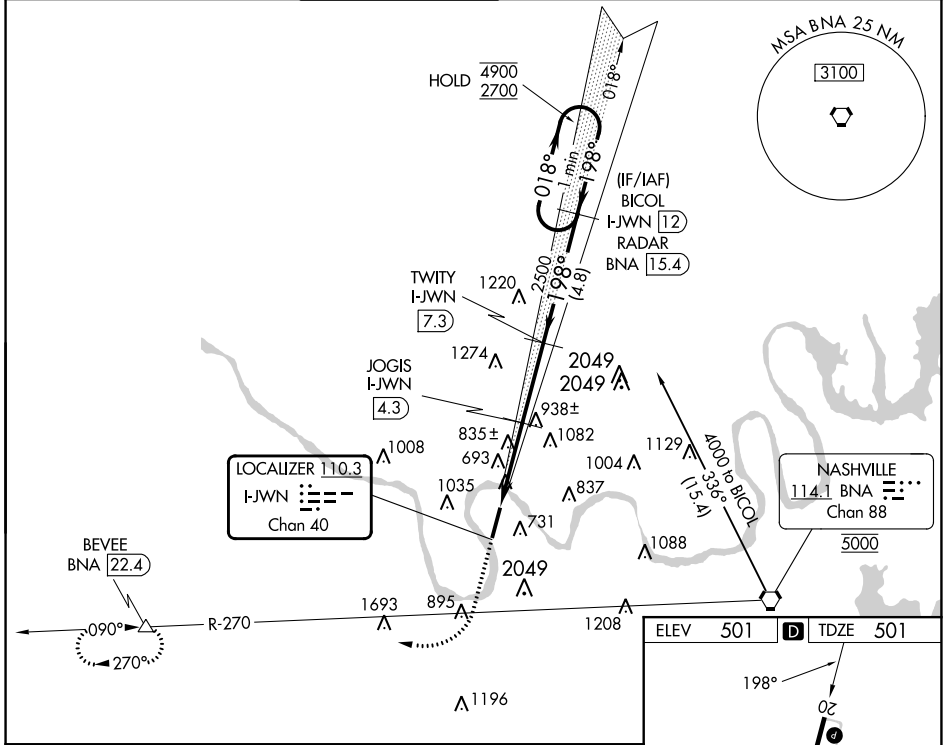 MSA BNA 25 NM
3100
HOLD 4900
2700
018°
018°
1 min
198°
(IF/IAF)
BICOL
I-JWN 12
RADAR
BNA 15.4
2500
198°
(4.8)
TWITY
I-JWN
7.3
1220
1274
2049
2049
JOGIS
I-JWN
4.3
938±
835±
1082
1008
693
1004
1129
4000 to BICOL
336°
(15.4)
LOCALIZER 110.3
I-JWN
Chan 40
1035
837
NASHVILLE
114.1 BNA
Chan 88
5000
731
1088
BEVEE
BNA 22.4
2049
090°
R-270
270°
1693
895
1208
1196
ELEV 501 D TDZE 501
198°
20
P